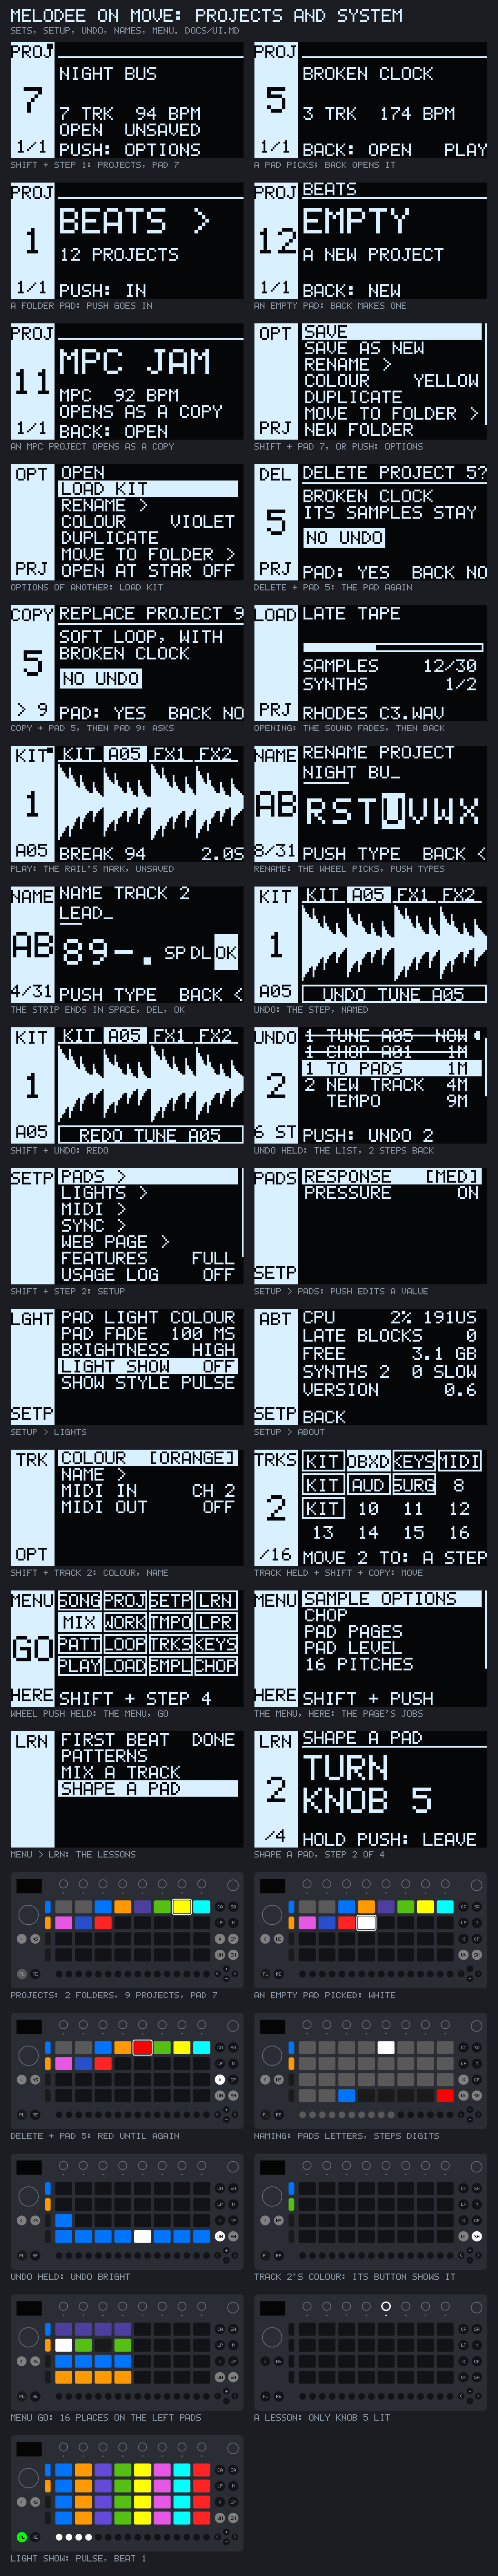 MELODEE ON MOVE: PROJECTS AND SYSTEM
SETS, SETUP, UNDO, NAMES, MENU. DOCS/UI.MD
PROJ
NIGHT BUS
7
7 TRK 94 BPM
OPEN UNSAVED
1/1
PUSH: OPTIONS
SHIFT + STEP 1: PROJECTS, PAD 7
PROJ
BROKEN CLOCK
5
3 TRK 174 BPM
1/1
BACK: OPEN PLAY
A PAD PICKS: BACK OPENS IT
PROJ
BEATS >
1
12 PROJECTS
1/1
PUSH: IN
A FOLDER PAD: PUSH GOES IN
PROJ
BEATS
EMPTY
12
A NEW PROJECT
1/1
BACK: NEW
AN EMPTY PAD: BACK MAKES ONE
PROJ
MPC JAM
11
MPC 92 BPM
OPENS AS A COPY
1/1
BACK: OPEN
AN MPC PROJECT OPENS AS A COPY
OPT
SAVE
SAVE AS NEW
RENAME >
COLOUR YELLOW
DUPLICATE
MOVE TO FOLDER >
PRJ
NEW FOLDER
SHIFT + PAD 7, OR PUSH: OPTIONS
OPT
OPEN
LOAD KIT
RENAME >
COLOUR VIOLET
DUPLICATE
MOVE TO FOLDER >
PRJ
OPEN AT STAR OFF
OPTIONS OF ANOTHER: LOAD KIT
DEL
DELETE PROJECT 5?
BROKEN CLOCK
5
ITS SAMPLES STAY
NO UNDO
PRJ
PAD: YES BACK NO
DELETE + PAD 5: THE PAD AGAIN
COPY
REPLACE PROJECT 9
SOFT LOOP, WITH
5
BROKEN CLOCK
NO UNDO
> 9
PAD: YES BACK NO
COPY + PAD 5, THEN PAD 9: ASKS
LOAD
LATE TAPE
SAMPLES 12/30
SYNTHS 1/2
PRJ
RHODES C3.WAV
OPENING: THE SOUND FADES, THEN BACK
KIT
KIT A05 FX1 FX2
1
A05
BREAK 94 2.0S
PLAY: THE RAIL'S MARK, UNSAVED
NAME
RENAME PROJECT
NIGHT BU_
AB
RSTUVWX
8/31
PUSH TYPE BACK <
RENAME: THE WHEEL PICKS, PUSH TYPES
NAME
NAME TRACK 2
LEAD_
AB
89-. SP DL OK
4/31
PUSH TYPE BACK <
THE STRIP ENDS IN SPACE, DEL, OK
KIT
KIT A05 FX1 FX2
1
A05
UNDO TUNE A05
UNDO: THE STEP, NAMED
KIT
KIT A05 FX1 FX2
1
A05
REDO TUNE A05
SHIFT + UNDO: REDO
UNDO
1 TUNE A05 NOW
1 CHOP A01 1M
1 TO PADS 1M
2
2 NEW TRACK 4M
TEMPO 9M
6 ST
PUSH: UNDO 2
UNDO HELD: THE LIST, 2 STEPS BACK
SETP
PADS >
LIGHTS >
MIDI >
SYNC >
WEB PAGE >
FEATURES FULL
USAGE LOG OFF
SHIFT + STEP 2: SETUP
PADS
RESPONSE [MED]
PRESSURE ON
SETP
SETUP > PADS: PUSH EDITS A VALUE
LGHT
PAD LIGHT COLOUR
PAD FADE 100 MS
BRIGHTNESS HIGH
LIGHT SHOW OFF
SHOW STYLE PULSE
SETP
SETUP > LIGHTS
ABT
CPU 2% 191US
LATE BLOCKS 0
FREE 3.1 GB
SYNTHS 2 0 SLOW
VERSION 0.6
SETP
BACK
SETUP > ABOUT
TRK
COLOUR [ORANGE]
NAME >
MIDI IN CH 2
MIDI OUT OFF
OPT
SHIFT + TRACK 2: COLOUR, NAME
TRKS
KIT OBXD KEYS MIDI
2
KIT AUD SURG 8
KIT 10 11 12
13 14 15 16
/16
MOVE 2 TO: A STEP
TRACK HELD + SHIFT + COPY: MOVE
MENU
SONG PROJ SETP LRN
MIX WORK TMPO LPR
GO
PATT LOOP TRKS KEYS
PLAY LOAD SMPL CHOP
HERE
SHIFT + STEP 4
WHEEL PUSH HELD: THE MENU, GO
MENU
SAMPLE OPTIONS
CHOP
PAD PAGES
GO
PAD LEVEL
16 PITCHES
HERE
SHIFT + PUSH
THE MENU, HERE: THE PAGE'S JOBS
LRN
FIRST BEAT DONE
PATTERNS
MIX A TRACK
SHAPE A PAD
MENU > LRN: THE LESSONS
LRN
SHAPE A PAD
TURN
2
KNOB 5
/4
HOLD PUSH: LEAVE
SHAPE A PAD, STEP 2 OF 4
PROJECTS: 2 FOLDERS, 9 PROJECTS, PAD 7
AN EMPTY PAD PICKED: WHITE
DELETE + PAD 5: RED UNTIL AGAIN
NAMING: PADS LETTERS, STEPS DIGITS
UNDO HELD: UNDO BRIGHT
TRACK 2'S COLOUR: ITS BUTTON SHOWS IT
MENU GO: 16 PLACES ON THE LEFT PADS
A LESSON: ONLY KNOB 5 LIT
LIGHT SHOW: PULSE, BEAT 1